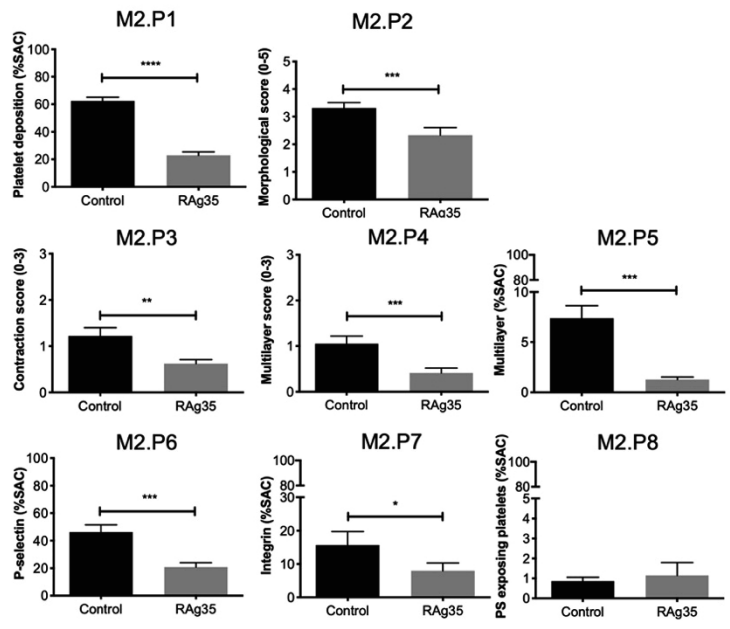 M2.P1
Platelet deposition (%SAC)
100
80
60
40
20
0
****
Control
RAg35
M2.P2
Morphological score (0-5)
5
4
3
2
1
0
***
Control
RAg35
M2.P3
Contraction score (0-3)
3
2
1
0
**
Control
RAg35
M2.P4
Multilayer score (0-3)
3
2
1
0
***
Control
RAg35
M2.P5
Multilayer (%SAC)
100
80
10
5
0
***
Control
RAg35
M2.P6
P-selectin (%SAC)
100
80
60
40
20
0
***
Control
RAg35
M2.P7
Integrin (%SAC)
100
80
30
20
10
0
*
Control
RAg35
M2.P8
PS exposing platelets (%SAC)
100
80
5
4
3
2
1
0
Control
RAg35